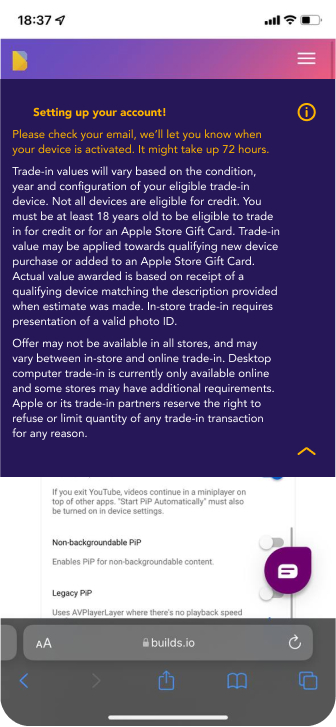 18:37
Setting up your account!
Please check your email, we'll let you know when
your device is activated. It might take up 72 hours.
Trade-in values will vary based on the condition,
year and configuration of your eligible trade-in
device. Not all devices are eligible for credit. You
must be at least 18 years old to be eligible to trade
in for credit or for an Apple Store Gift Card. Trade-in
value may be applied towards qualifying new device
purchase or added to an Apple Store Gift Card.
Actual value awarded is based on receipt of a
qualifying device matching the description provided
when estimate was made. In-store trade-in requires
presentation of a valid photo ID.
Offer may not be available in all stores, and may
vary between in-store and online trade-in. Desktop
computer trade-in is currently only available online
and some stores may have additional requirements.
Apple or its trade-in partners reserve the right to
refuse or limit quantity of any trade-in transaction
for any reason.
If you exit YouTube, videos continue in a miniplayer on
top of other apps. "Start PiP Automatically" must also
be turned on in device settings.
Non-backgroundable PiP
Enables PiP for non-backgroundable content.
Legacy PiP
Uses AVPlayerLayer where there's no playback speed
AA
builds.io